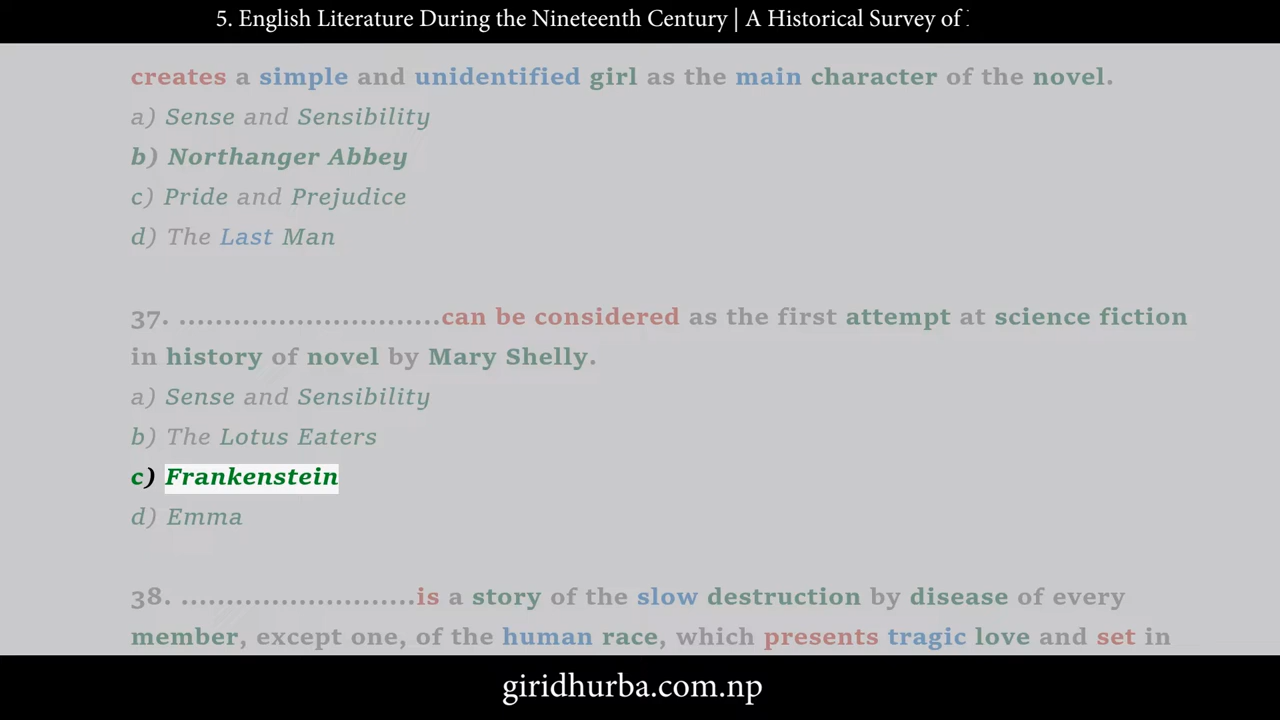 5. English Literature During the Nineteenth Century | A Historical Survey of
creates a simple and unidentified girl as the main character of the novel.
a) Sense and Sensibility
b) Northanger Abbey
c) Pride and Prejudice
d) The Last Man
37. .............................can be considered as the first attempt at science fiction
in history of novel by Mary Shelly.
a) Sense and Sensibility
b) The Lotus Eaters
c) Frankenstein
d) Emma
38. ..........................is a story of the slow destruction by disease of every
member, except one, of the human race, which presents tragic love and set in
giridhurba.com.np